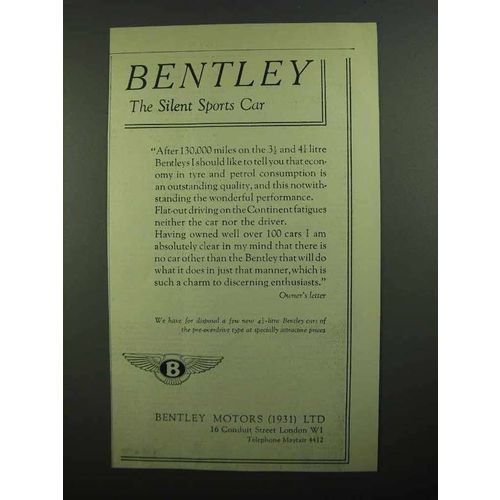 BENTLEY
The Silent Sports Car
"After 130,000 miles on the 3½ and 4¼ litre
Bentleys I should like to tell you that econ-
omy in tyre and petrol consumption is
an outstanding quality, and this notwith-
standing the wonderful performance.
Flat-out driving on the Continent fatigues
neither the car nor the driver.
Having owned well over 100 cars I am
absolutely clear in my mind that there is
no car other than the Bentley that will do
what it does in just that manner, which is
such a charm to discerning enthusiasts."
Owner's letter
We have for disposal a few new 4¼-litre Bentley cars of
the pre-overdrive type at specially attractive prices
B
BENTLEY MOTORS (1931) LTD
16 Conduit Street London W1
Telephone Mayfair 4412